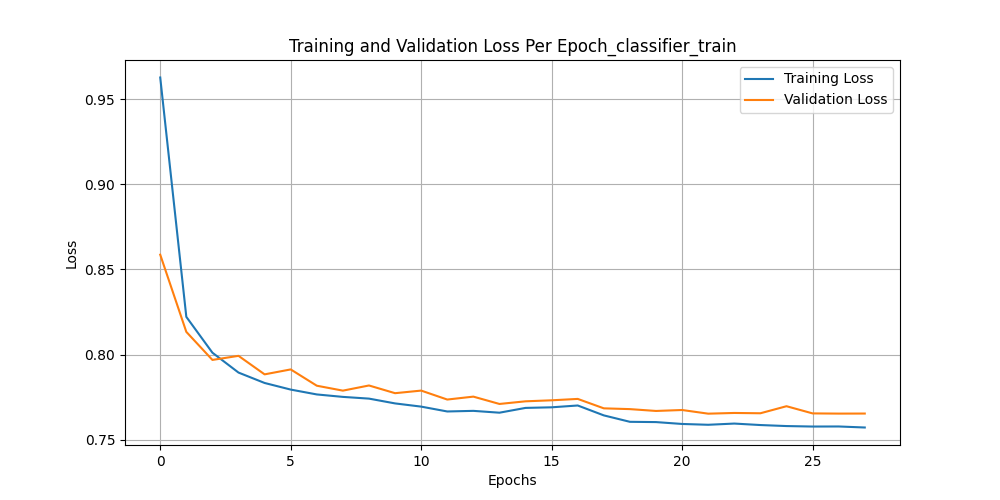 Training and Validation Loss Per Epoch_classifier_train
Training Loss
Validation Loss
0.95
0.90
0.85
0.80
0.75
Loss
0
5
10
15
20
25
Epochs